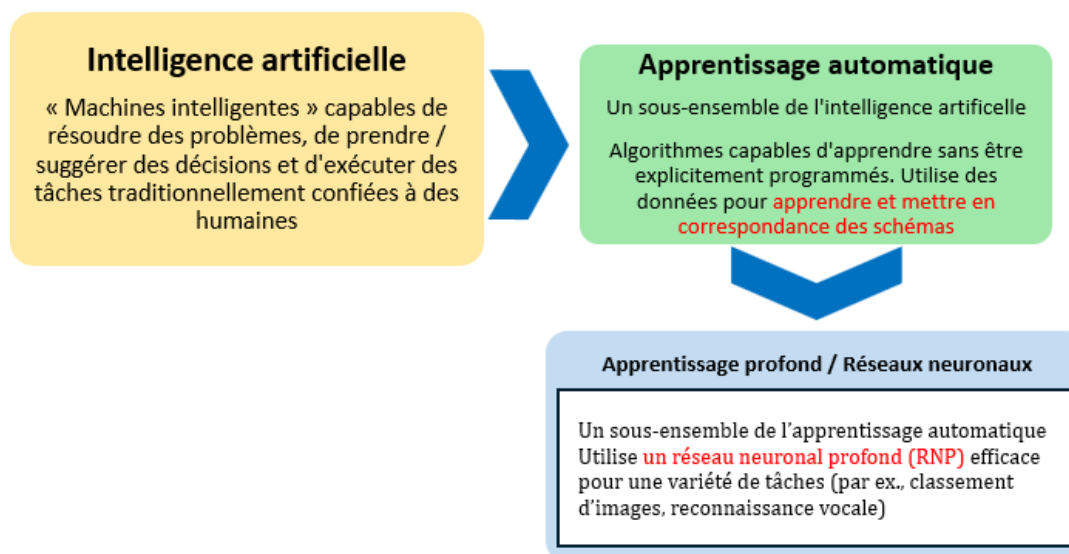 Intelligence artificielle
« Machines intelligentes » capables de
résoudre des problèmes, de prendre /
suggérer des décisions et d'exécuter des
tâches traditionnellement confiées à des
humaines
Apprentissage automatique
Un sous-ensemble de l'intelligence artificelle
Algorithmes capables d'apprendre sans être
explicitement programmés. Utilise des
données pour apprendre et mettre en
correspondance des schémas
Apprentissage profond / Réseaux neuronaux
Un sous-ensemble de l’apprentissage automatique
Utilise un réseau neuronal profond (RNP) efficace
pour une variété de tâches (par ex., classement
d’images, reconnaissance vocale)